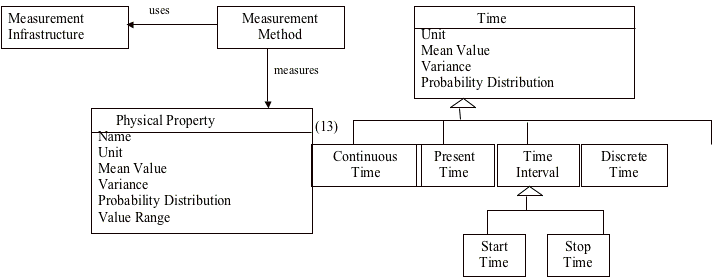 Measurement
Infrastructure
uses
Measurement
Method
measures
Physical Property
Name
Unit
Mean Value
Variance
Probability Distribution
Value Range
(13)
Time
Unit
Mean Value
Variance
Probability Distribution
Continuous
Time
Present
Time
Time
Interval
Discrete
Time
Start
Time
Stop
Time